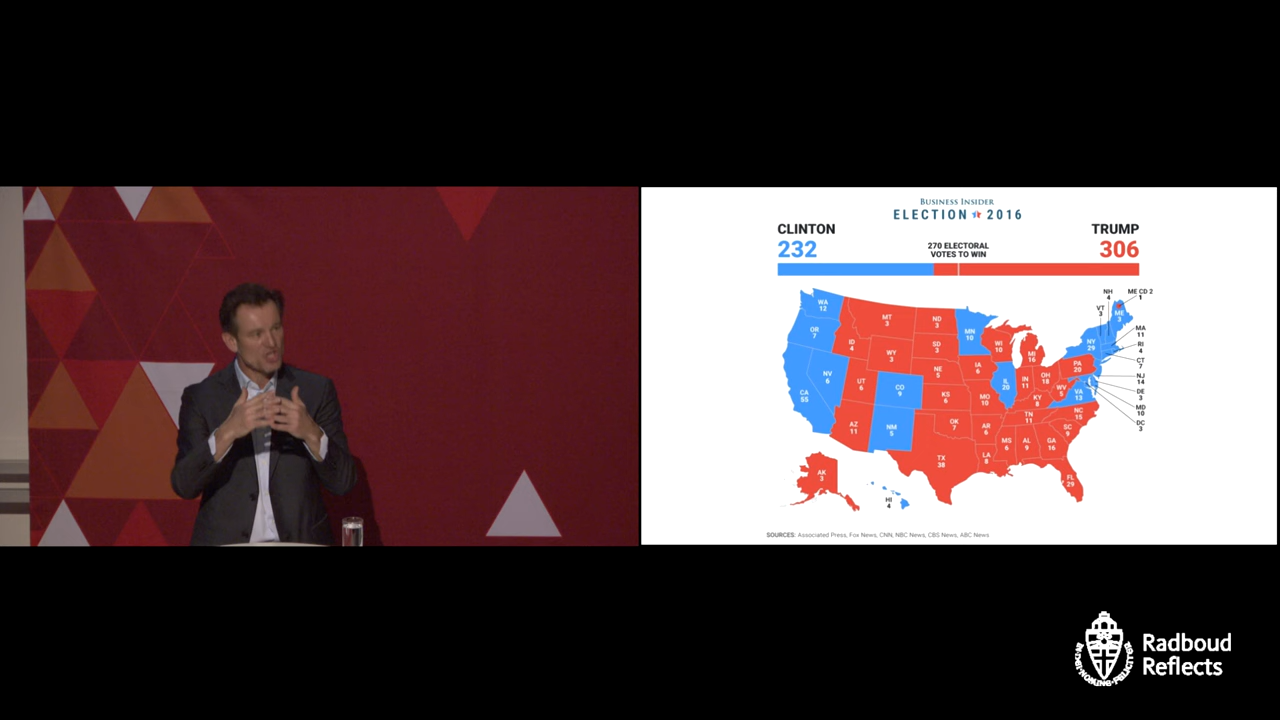 BUSINESS INSIDER
ELECTION 2016
CLINTON
232
270 ELECTORAL
VOTES TO WIN
TRUMP
306
WA
12
OR
7
CA
55
NV
6
ID
4
MT
3
WY
3
UT
6
AZ
11
CO
9
NM
5
ND
3
SD
3
NE
5
KS
6
OK
7
TX
38
MN
10
IA
6
MO
10
AR
6
LA
8
WI
10
IL
20
MI
16
IN
11
OH
18
KY
8
TN
11
MS
6
AL
9
GA
16
FL
29
SC
9
NC
15
VA
13
WV
5
PA
20
NY
29
VT
3
NH
4
ME CD 2
1
ME
3
MA
11
RI
4
CT
7
NJ
14
DE
3
MD
10
DC
3
AK
3
HI
4
SOURCES: Associated Press, Fox News, CNN, NBC News, CBS News, ABC News
Radboud
Reflects